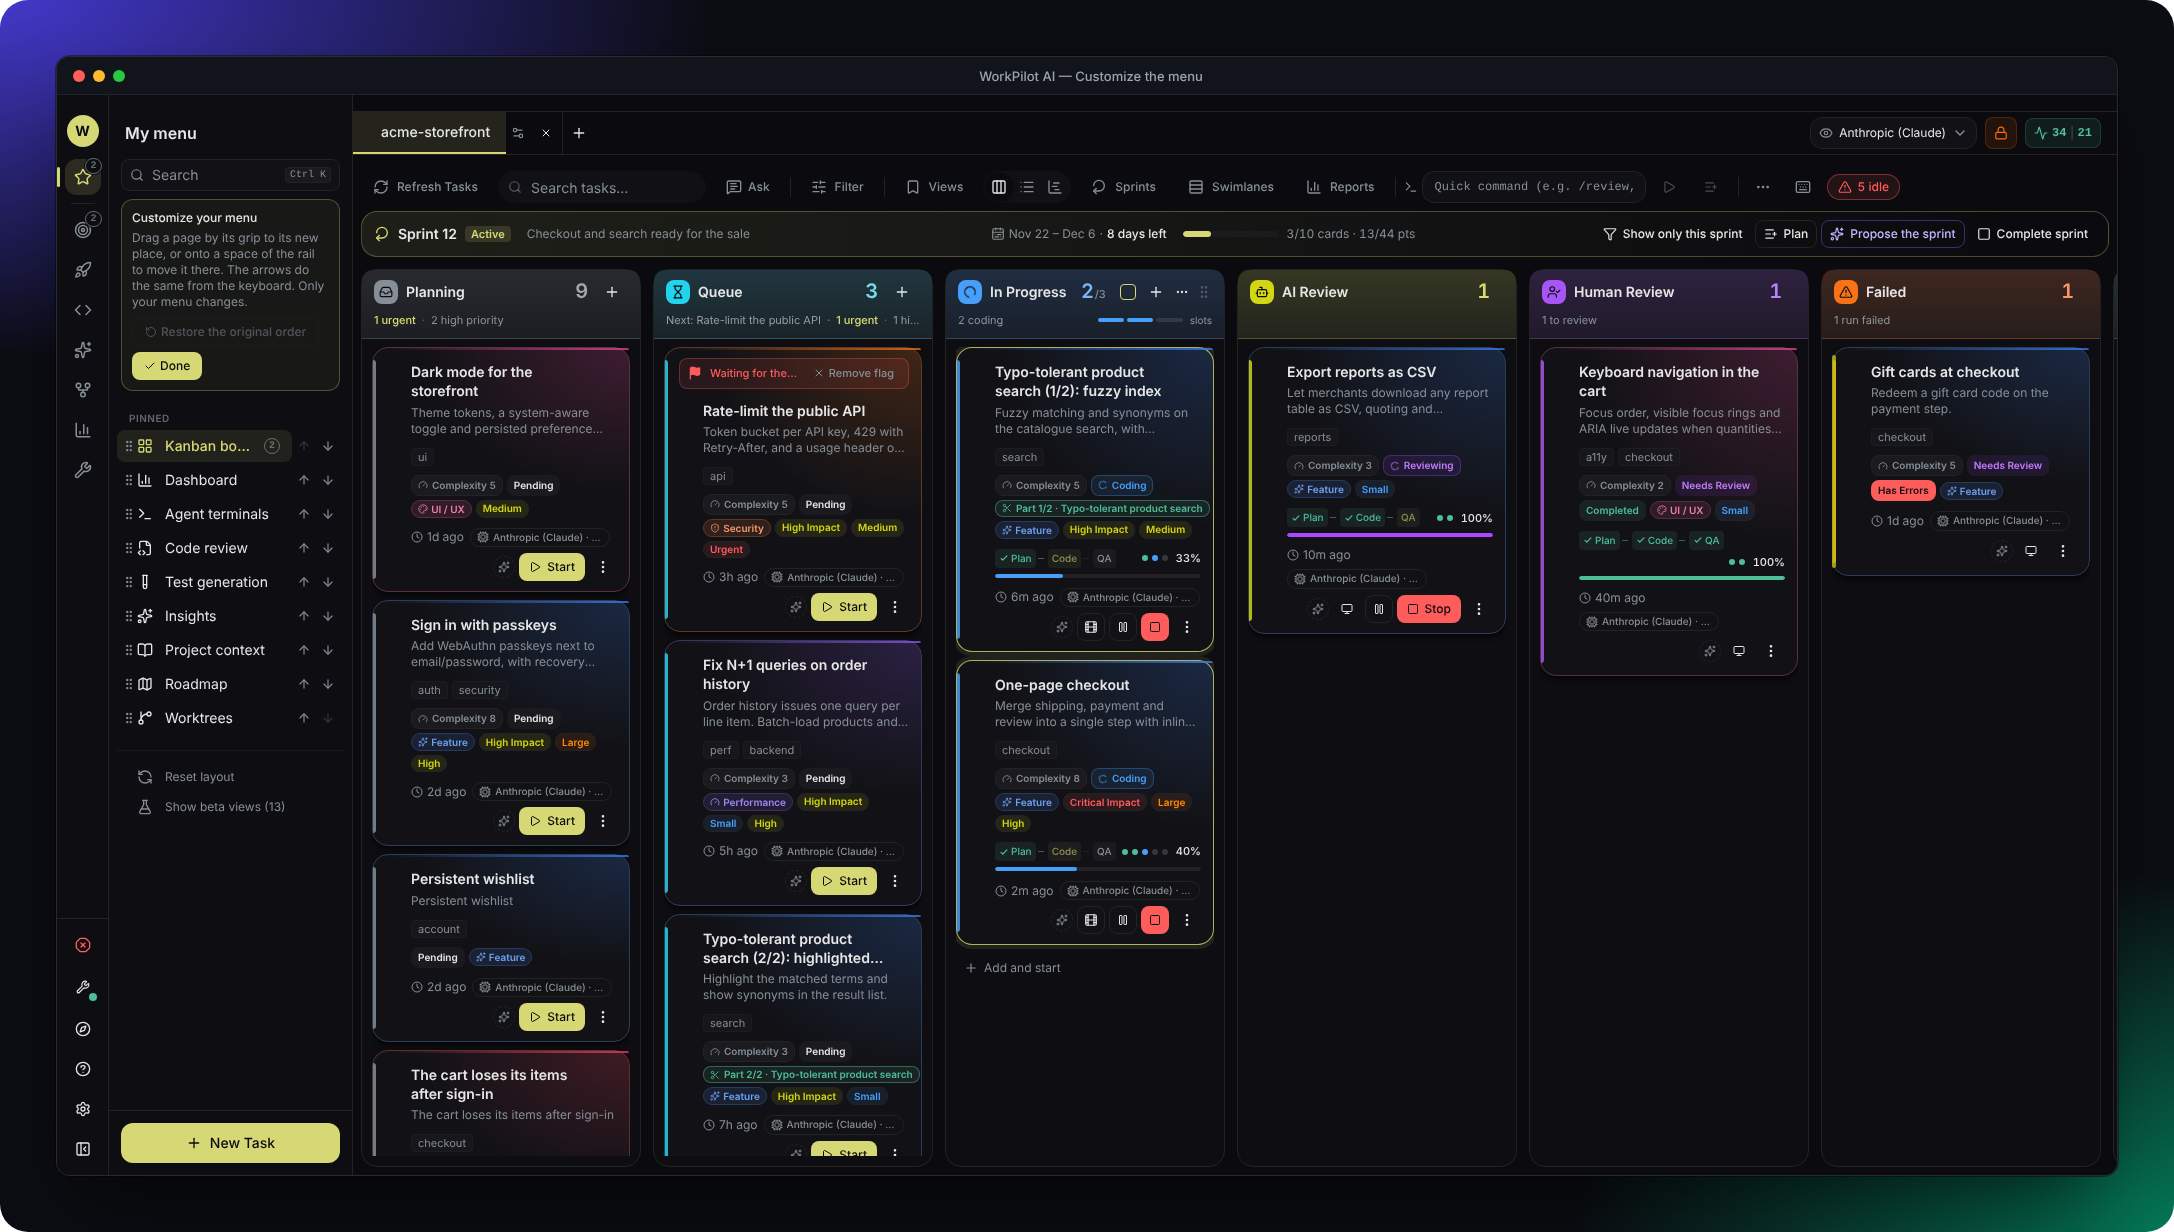 WorkPilot AI — Customize the menu
W
2
2
My menu
Search
Ctrl K
Customize your menu
Drag a page by its grip to its new
place, or onto a space of the rail
to move it there. The arrows do
the same from the keyboard. Only
your menu changes.
Restore the original order
Done
PINNED
Kanban bo...
2
Dashboard
Agent terminals
Code review
Test generation
Insights
Project context
Roadmap
Worktrees
Reset layout
Show beta views (13)
New Task
acme-storefront
Anthropic (Claude)
34 | 21
Refresh Tasks
Search tasks...
Ask
Filter
Views
Sprints
Swimlanes
Reports
Quick command (e.g. /review,
5 idle
Sprint 12
Active
Checkout and search ready for the sale
Nov 22 – Dec 6 · 8 days left
3/10 cards · 13/44 pts
Show only this sprint
Plan
Propose the sprint
Complete sprint
Planning
9
1 urgent · 2 high priority
Dark mode for the
storefront
Theme tokens, a system-aware
toggle and persisted preference...
ui
Complexity 5
Pending
UI / UX
Medium
1d ago
Anthropic (Claude) · ...
Start
Sign in with passkeys
Add WebAuthn passkeys next to
email/password, with recovery...
auth
security
Complexity 8
Pending
Feature
High Impact
Large
High
2d ago
Anthropic (Claude) · ...
Start
Persistent wishlist
Persistent wishlist
account
Pending
Feature
2d ago
Anthropic (Claude) · ...
Start
The cart loses its items
after sign-in
The cart loses its items after sign-in
checkout
Queue
3
Next: Rate-limit the public API · 1 urgent · 1 hi...
Waiting for the...
Remove flag
Rate-limit the public API
Token bucket per API key, 429 with
Retry-After, and a usage header o...
api
Complexity 5
Pending
Security
High Impact
Medium
Urgent
3h ago
Anthropic (Claude) · ...
Start
Fix N+1 queries on order
history
Order history issues one query per
line item. Batch-load products and...
perf
backend
Complexity 3
Pending
Performance
High Impact
Small
High
5h ago
Anthropic (Claude) · ...
Start
Typo-tolerant product
search (2/2): highlighted...
Highlight the matched terms and
show synonyms in the result list.
search
Complexity 3
Pending
Part 2/2 · Typo-tolerant product search
Feature
High Impact
Small
7h ago
Anthropic (Claude) · ...
Start
In Progress
2/3
2 coding
slots
Typo-tolerant product
search (1/2): fuzzy index
Fuzzy matching and synonyms on
the catalogue search, with...
search
Complexity 5
Coding
Part 1/2 · Typo-tolerant product search
Feature
High Impact
Medium
Plan – Code
QA
33%
6m ago
Anthropic (Claude) · ...
One-page checkout
Merge shipping, payment and
review into a single step with inlin...
checkout
Complexity 8
Coding
Feature
Critical Impact
Large
High
Plan – Code
QA
40%
2m ago
Anthropic (Claude) · ...
Add and start
AI Review
1
Export reports as CSV
Let merchants download any report
table as CSV, quoting and...
reports
Complexity 3
Reviewing
Feature
Small
Plan – Code – QA
100%
10m ago
Anthropic (Claude) · ...
Stop
Human Review
1
1 to review
Keyboard navigation in the
cart
Focus order, visible focus rings and
ARIA live updates when quantities...
a11y
checkout
Complexity 2
Needs Review
Completed
UI / UX
Small
Plan – Code – QA
100%
40m ago
Anthropic (Claude) · ...
Failed
1
1 run failed
Gift cards at checkout
Redeem a gift card code on the
payment step.
checkout
Complexity 5
Needs Review
Has Errors
Feature
1d ago
Anthropic (Claude) · ...